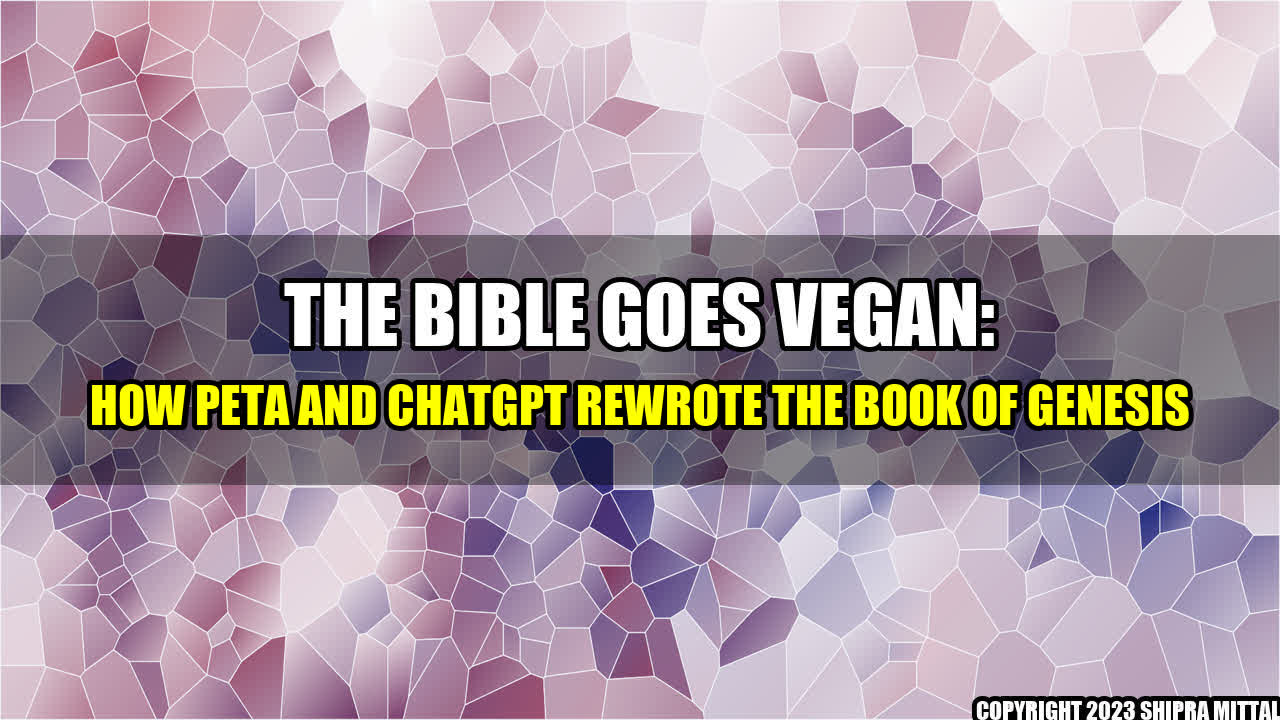 THE BIBLE GOES VEGAN:
HOW PETA AND CHATGPT REWROTE THE BOOK OF GENESIS
COPYRIGHT 2023 SHIPRA MITTAL